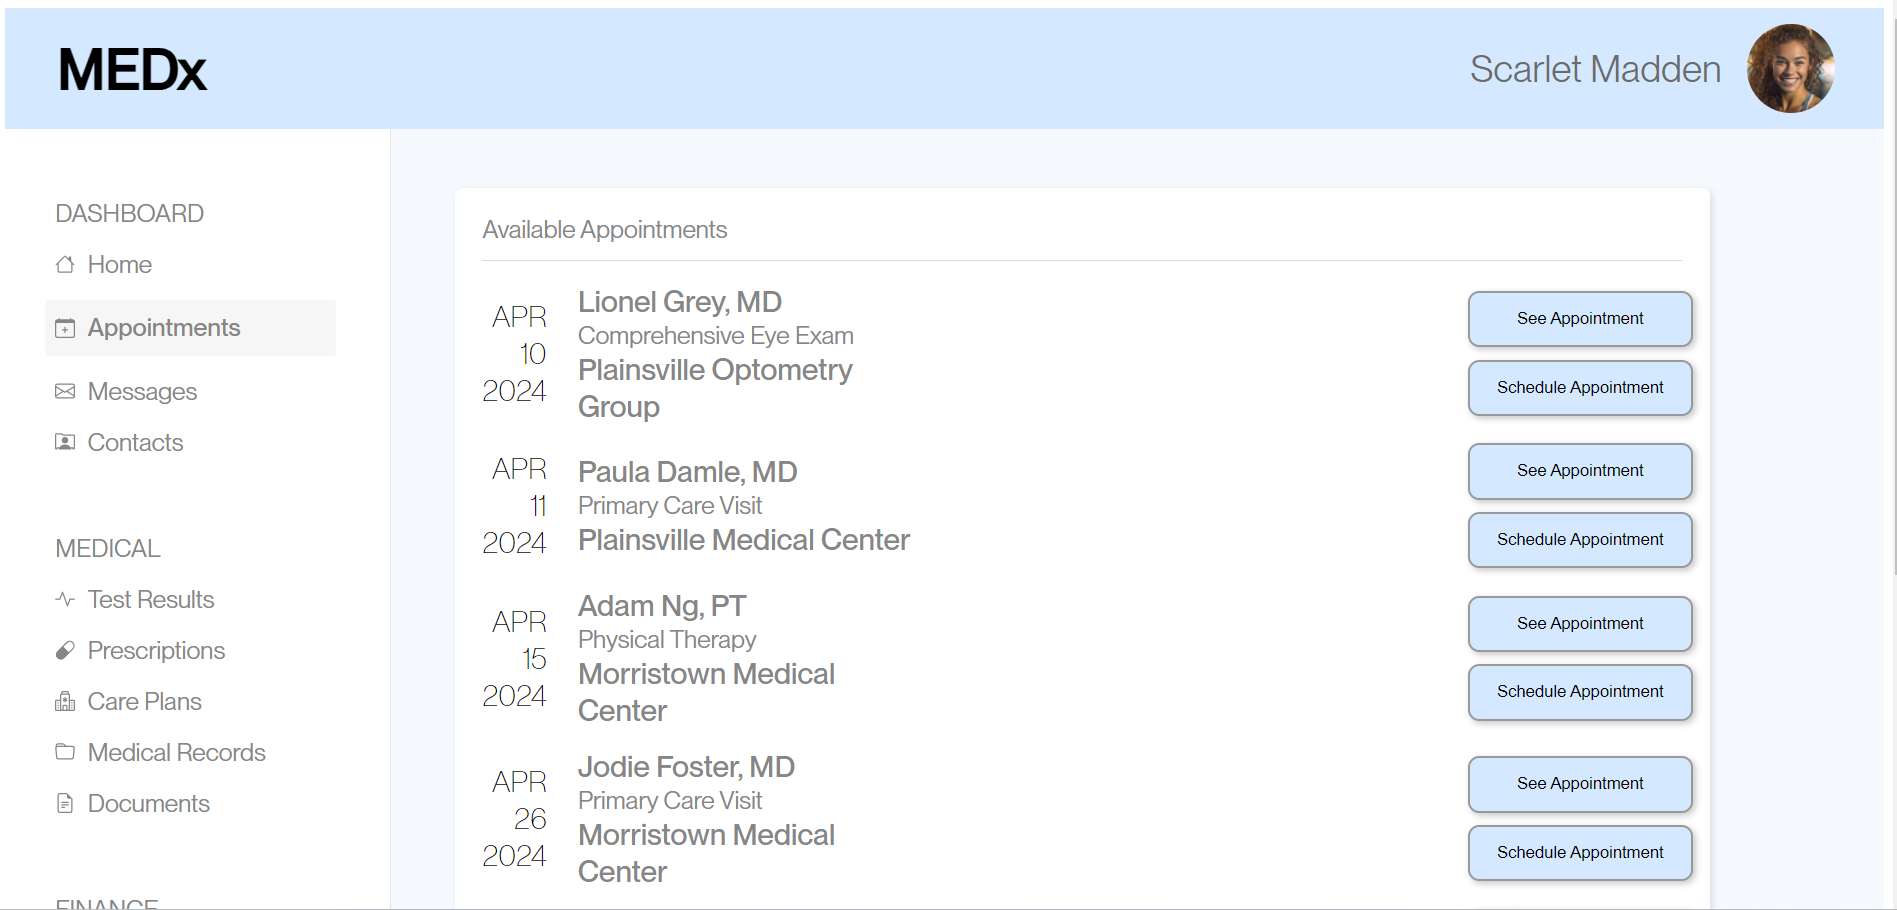 MEDx
Scarlet Madden
DASHBOARD
Home
Appointments
Messages
Contacts
MEDICAL
Test Results
Prescriptions
Care Plans
Medical Records
Documents
FINANCE
Available Appointments
APR
10
2024
Lionel Grey, MD
Comprehensive Eye Exam
Plainsville Optometry
Group
See Appointment
Schedule Appointment
APR
11
2024
Paula Damle, MD
Primary Care Visit
Plainsville Medical Center
See Appointment
Schedule Appointment
APR
15
2024
Adam Ng, PT
Physical Therapy
Morristown Medical
Center
See Appointment
Schedule Appointment
APR
26
2024
Jodie Foster, MD
Primary Care Visit
Morristown Medical
Center
See Appointment
Schedule Appointment